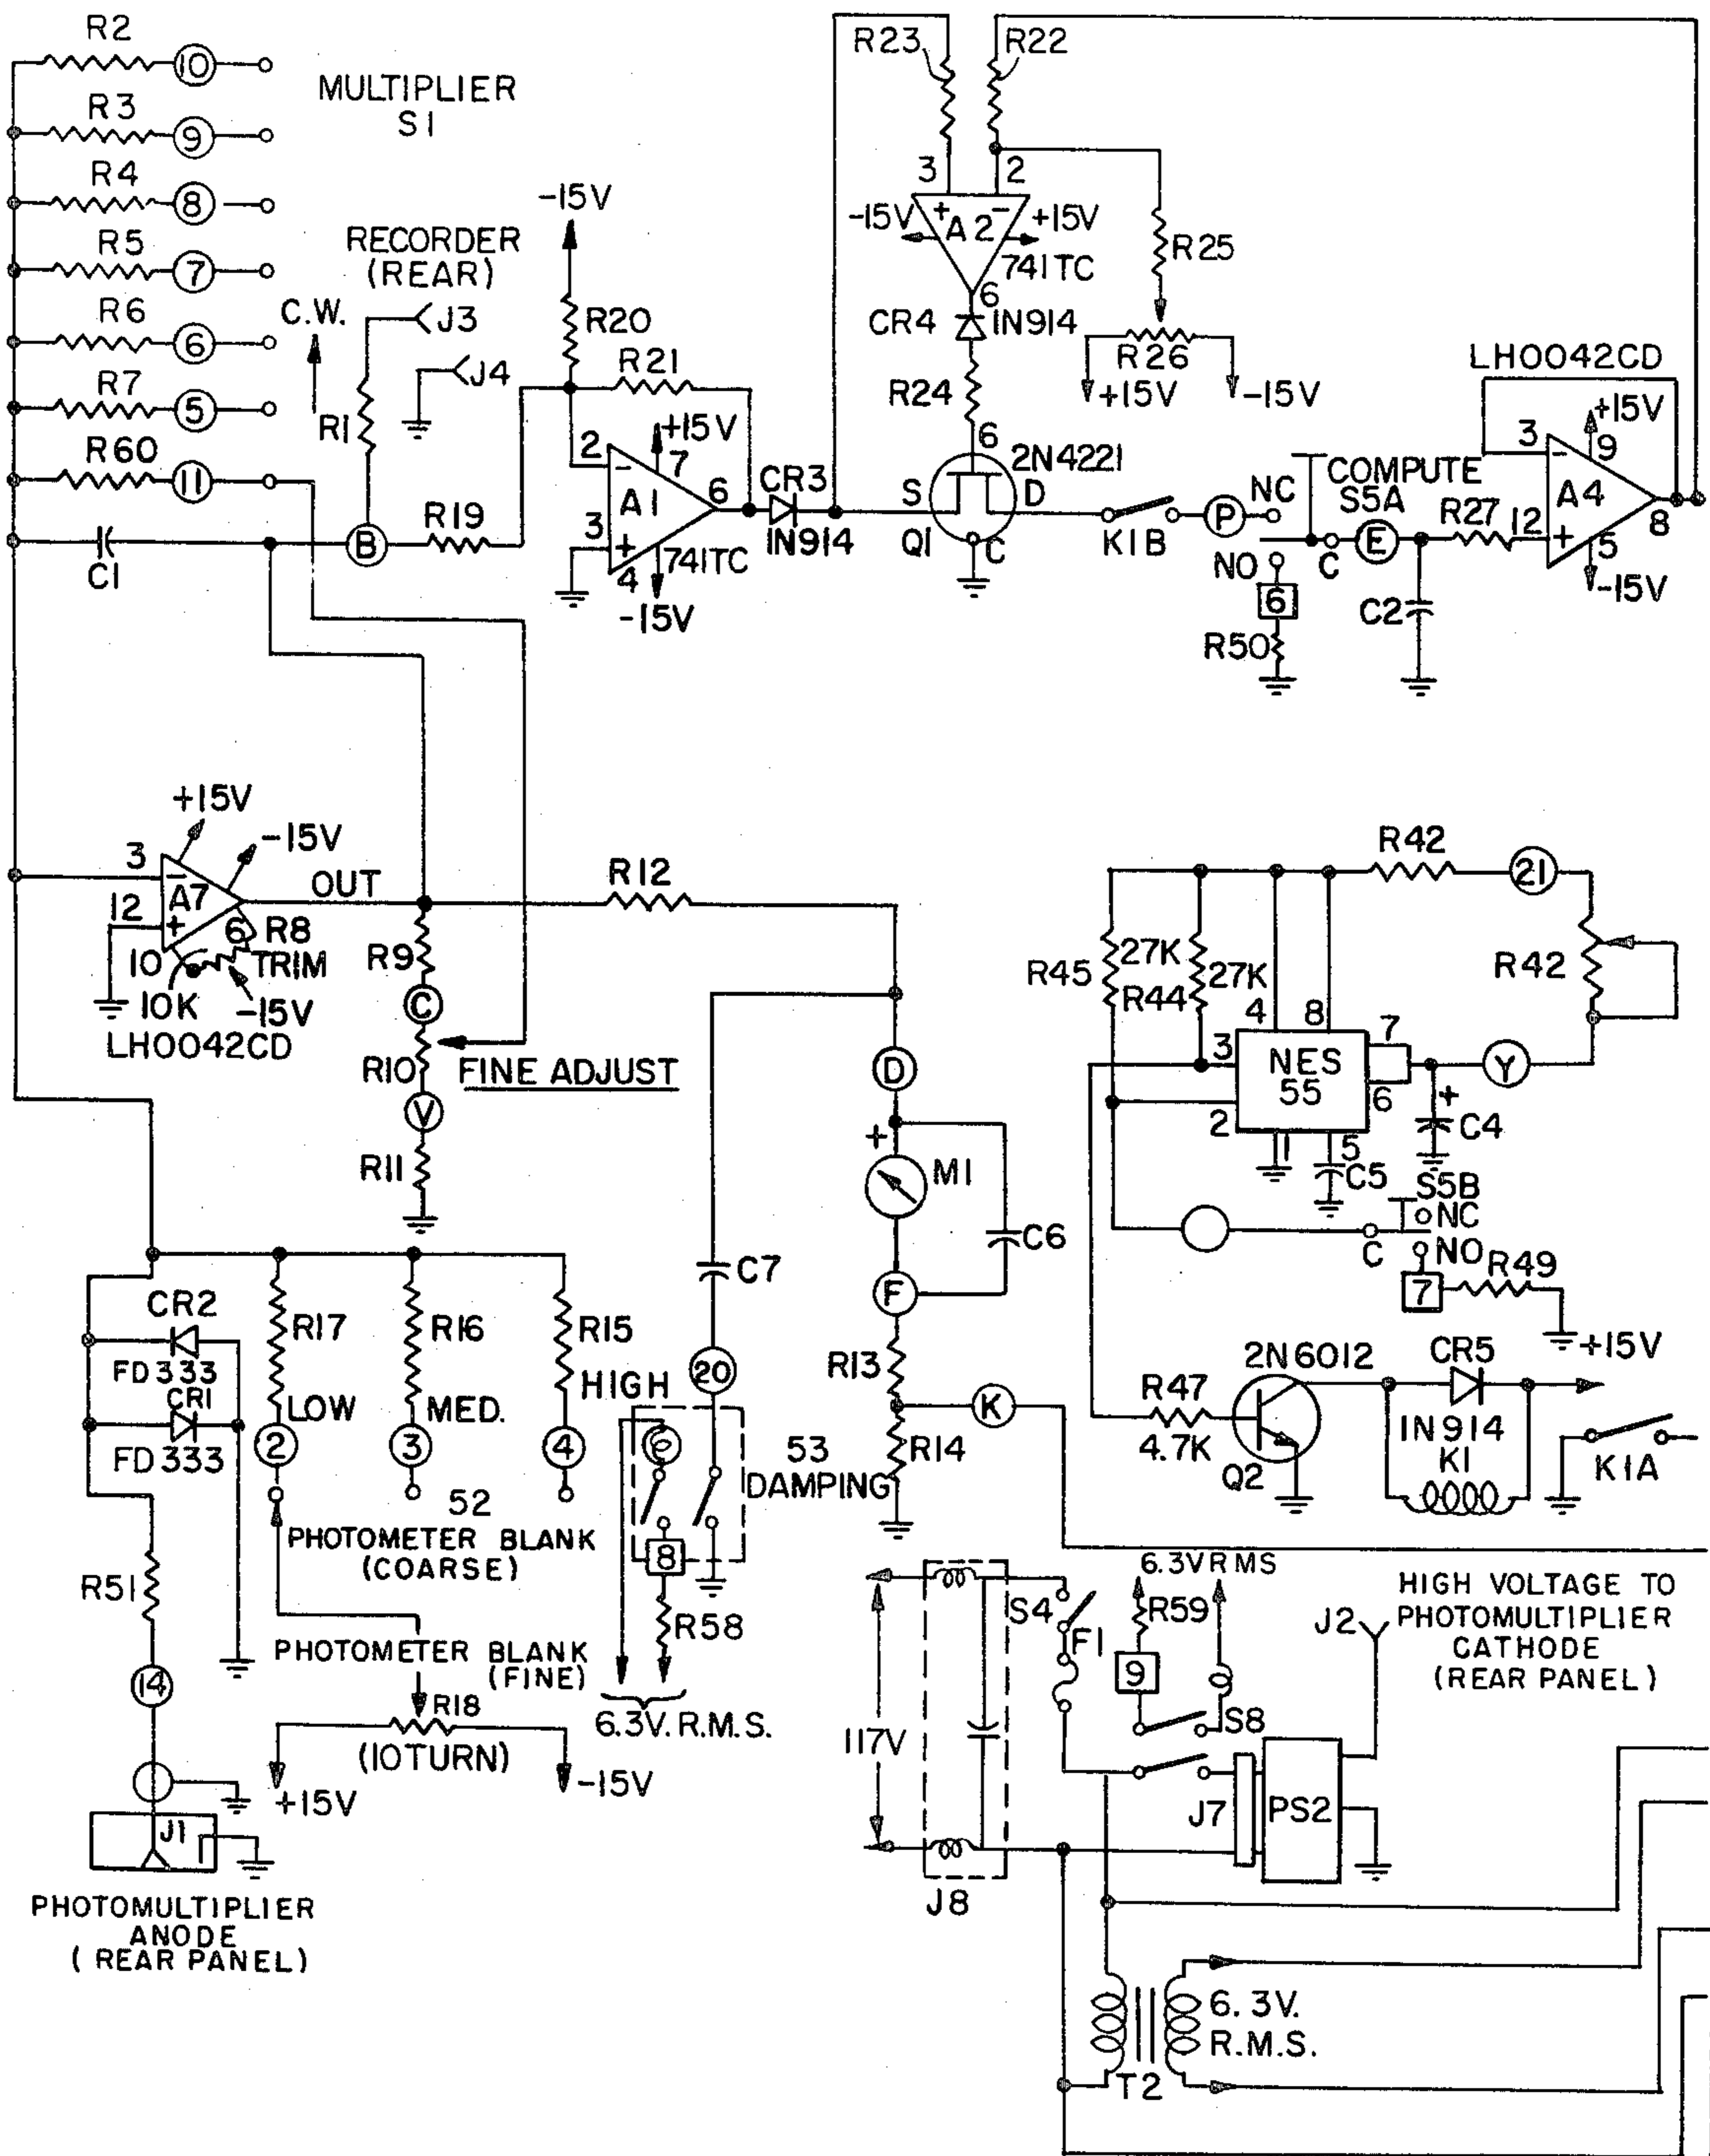 R2
10
R3
9
MULTIPLIER
S1
R4
8
R5
7
RECORDER
(REAR)
R6
6
C.W.
J3
J4
R7
5
R1
R60
11
C1
B
R19
-15V
R20
R21
2
-
+15V
7
A1
6
3
+
4
741TC
-15V
CR3
IN914
R23
R22
3
2
-15V
+
A2
-
+15V
741TC
6
R25
CR4
IN914
R26
+15V
-15V
R24
6
2N4221
S
D
Q1
C
K1B
P
NC
COMPUTE
S5A
NO
C
E
6
R50
R27
C2
LH0042CD
+15V
3
-
9
A4
12
+
8
5
-15V
+15V
-15V
3
-
A7
OUT
12
+
6
R8
TRIM
10
10K
-15V
LH0042CD
R12
R9
C
R10
FINE ADJUST
V
R11
D
+
M1
C6
F
C7
R13
K
R14
R42
21
R45
27K
R44
27K
R42
4
8
7
3
NES
55
Y
6
2
1
5
+
C4
C5
S5B
NC
C
NO
7
R49
+15V
2N6012
CR5
R47
4.7K
Q2
IN914
K1
K1A
CR2
FD333
CR1
FD333
R17
LOW
2
R16
MED.
3
R15
HIGH
4
20
53
DAMPING
52
PHOTOMETER BLANK
(COARSE)
8
R58
R51
PHOTOMETER BLANK
(FINE)
14
R18
(10TURN)
6.3V. R.M.S.
+15V
-15V
J1
PHOTOMULTIPLIER
ANODE
( REAR PANEL)
117V
J8
S4
F1
6.3VRMS
R59
9
S8
J2
HIGH VOLTAGE TO
PHOTOMULTIPLIER
CATHODE
(REAR PANEL)
J7
PS2
T2
6.3V.
R.M.S.